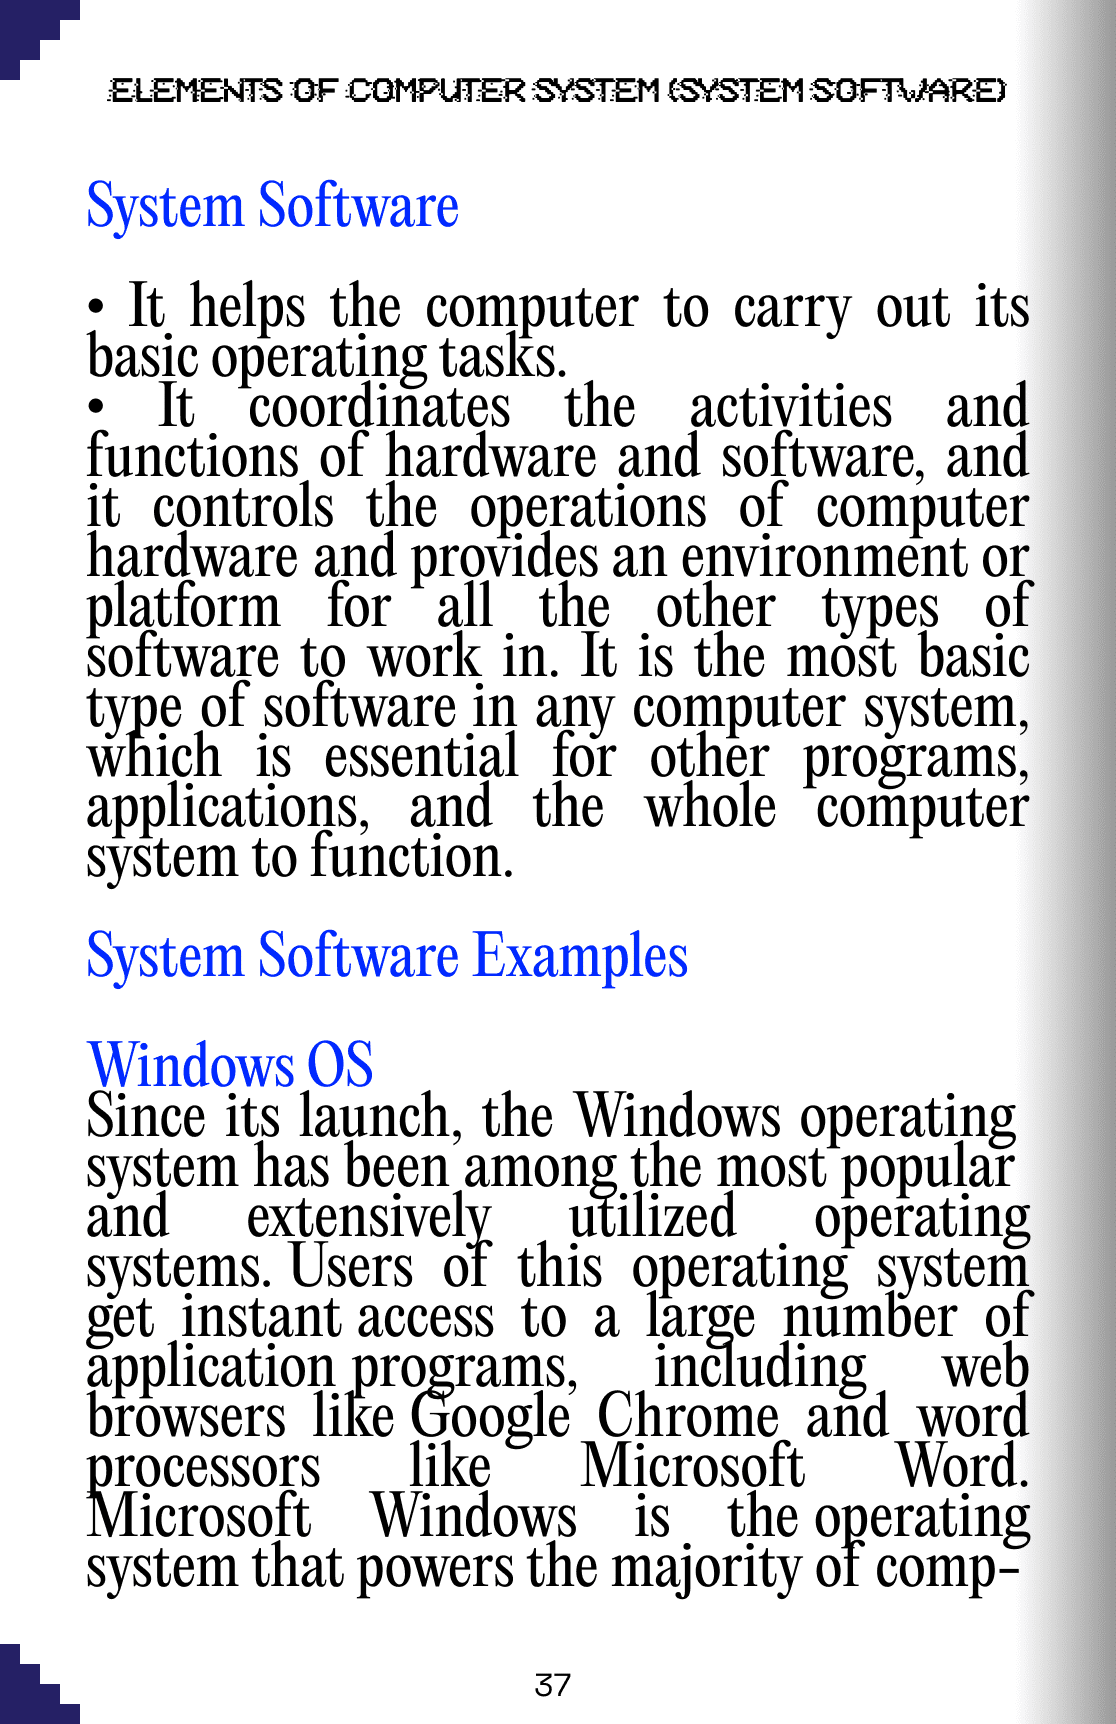 ELEMENTS OF COMPUTER SYSTEM (SYSTEM SOFTWARE)
System Software
• It helps the computer to carry out its
basic operating tasks.
• It coordinates the activities and
functions of hardware and software, and
it controls the operations of computer
hardware and provides an environment or
platform for all the other types of
software to work in. It is the most basic
type of software in any computer system,
which is essential for other programs,
applications, and the whole computer
system to function.
System Software Examples
Windows OS
Since its launch, the Windows operating
system has been among the most popular
and extensively utilized operating
systems. Users of this operating system
get instant access to a large number of
application programs, including web
browsers like Google Chrome and word
processors like Microsoft Word.
Microsoft Windows is the operating
system that powers the majority of comp-
37